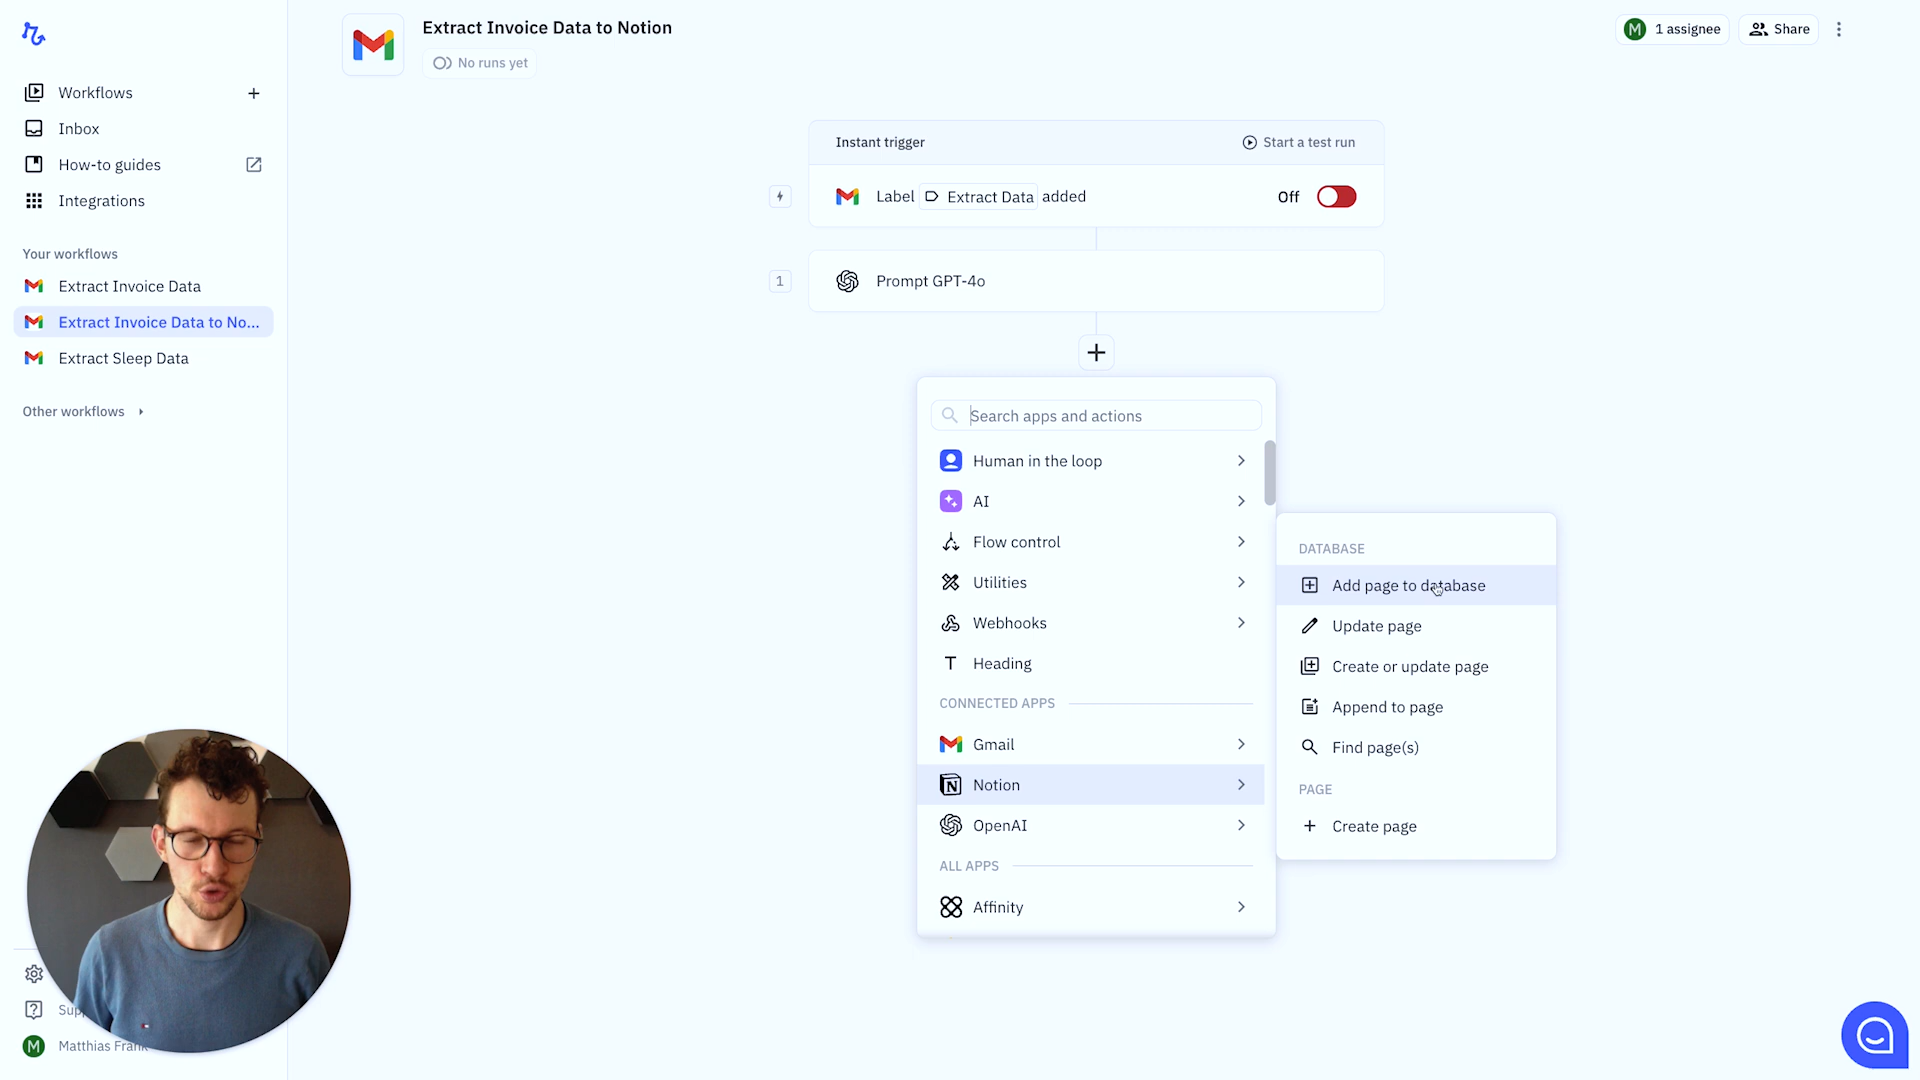 Extract Invoice Data to Notion
No runs yet
M 1 assignee
Share
Workflows
Inbox
How-to guides
Integrations
Your workflows
Extract Invoice Data
Extract Invoice Data to No...
Extract Sleep Data
Other workflows
Instant trigger
Start a test run
Label Extract Data added
Off
1
Prompt GPT-4o
Search apps and actions
Human in the loop
AI
Flow control
Utilities
Webhooks
Heading
CONNECTED APPS
Gmail
Notion
OpenAI
ALL APPS
Affinity
DATABASE
Add page to database
Update page
Create or update page
Append to page
Find page(s)
PAGE
Create page
M Matthias